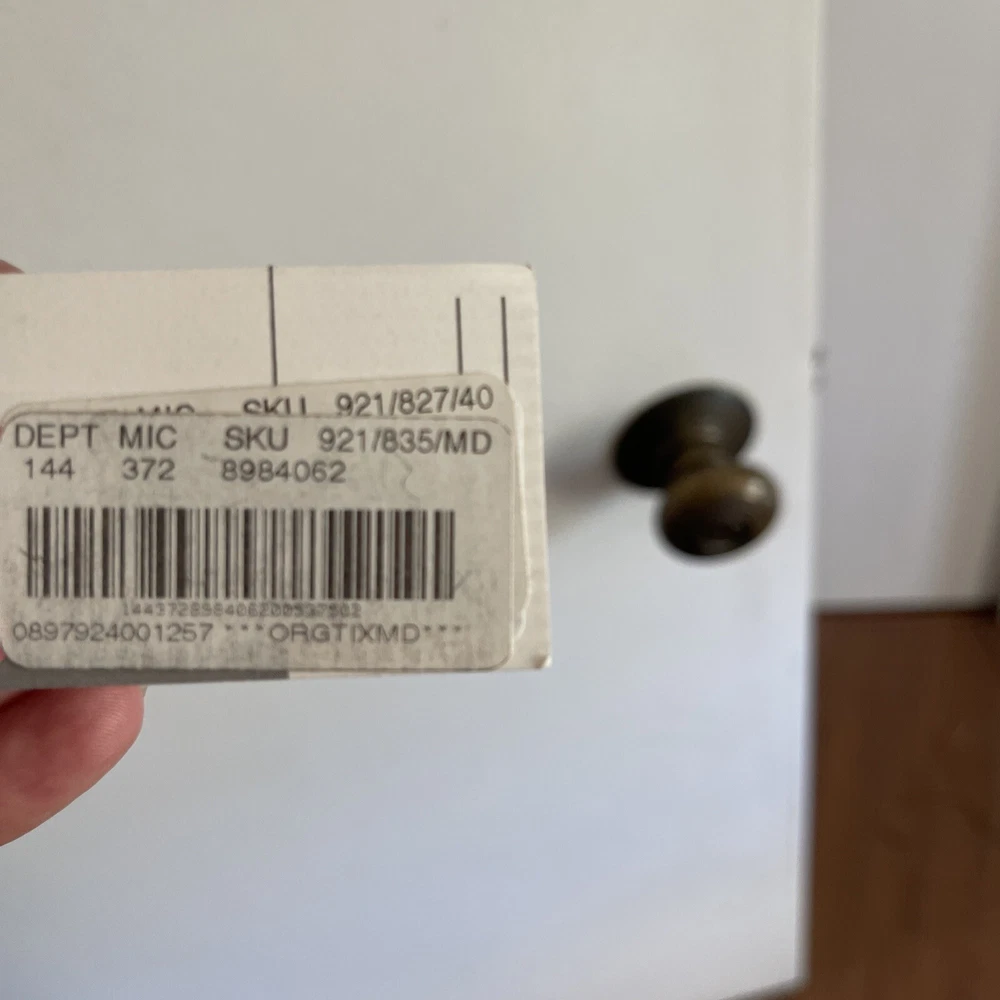 SKU 921/827/40
DEPT MIC SKU 921/835/MD
144 372 8984062
0897924001257 ***ORGTIXMD***